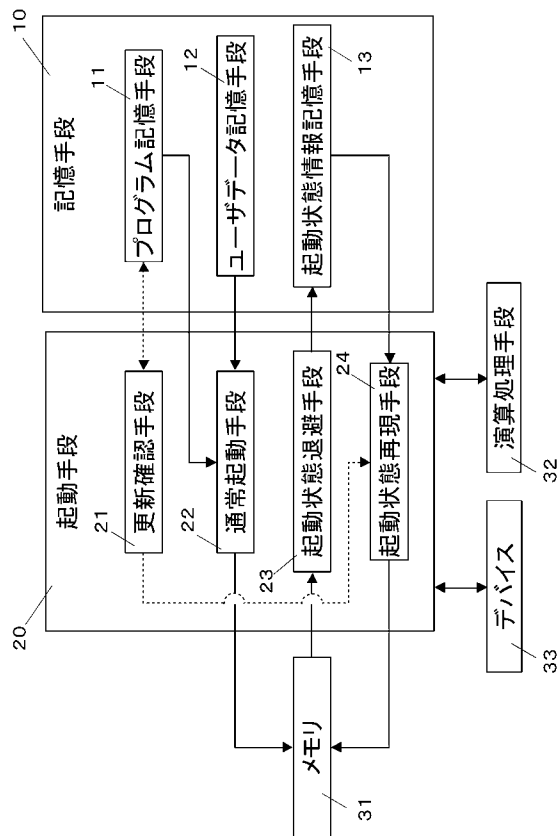 20
起動手段
21
更新確認手段
22
通常起動手段
23
起動状態退避手段
24
起動状態再現手段
10
記憶手段
11
プログラム記憶手段
12
ユーザデータ記憶手段
13
起動状態情報記憶手段
メモリ
31
デバイス
33
演算処理手段
32